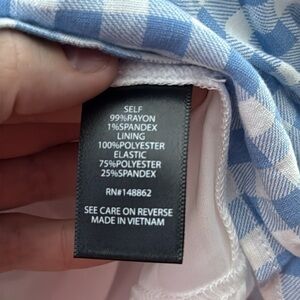 SELF
99%RAYON
1%SPANDEX
LINING
100%POLYESTER
ELASTIC
75%POLYESTER
25%SPANDEX
RN#148862
SEE CARE ON REVERSE
MADE IN VIETNAM